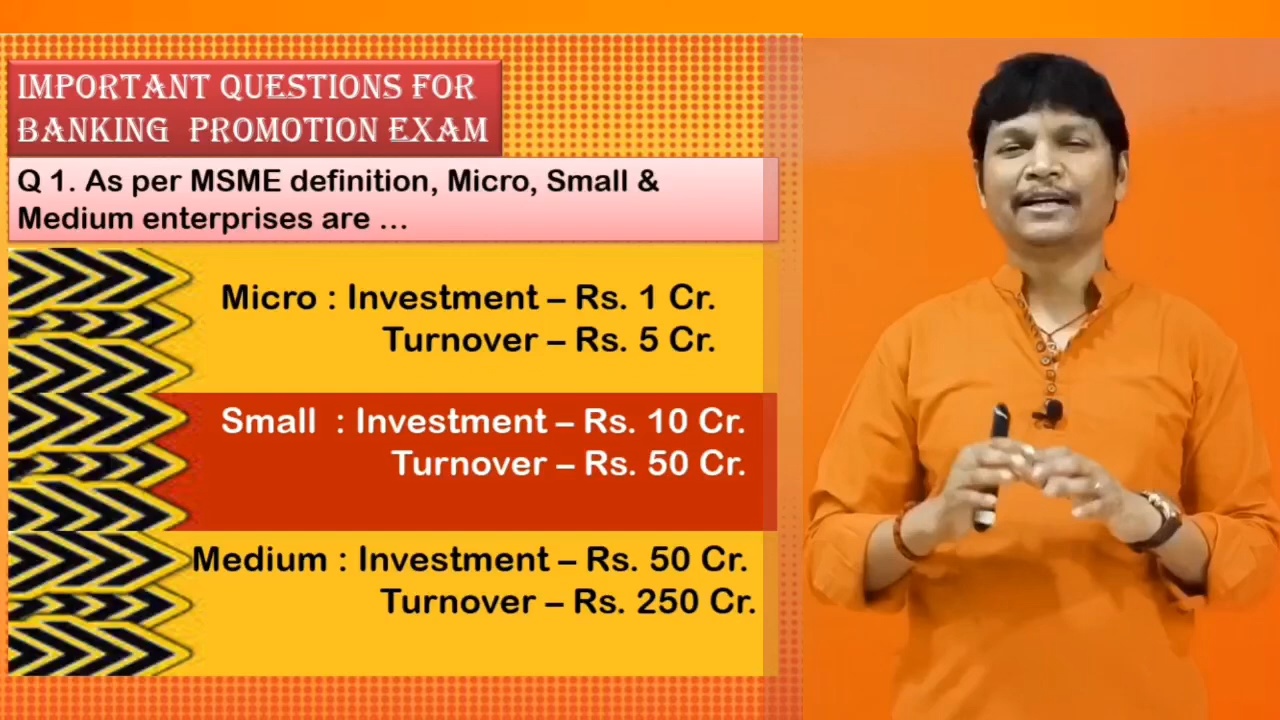 IMPORTANT QUESTIONS FOR
BANKING PROMOTION EXAM
Q 1. As per MSME definition, Micro, Small &
Medium enterprises are ...
Micro : Investment – Rs. 1 Cr.
Turnover – Rs. 5 Cr.
Small : Investment – Rs. 10 Cr.
Turnover – Rs. 50 Cr.
Medium : Investment – Rs. 50 Cr.
Turnover – Rs. 250 Cr.